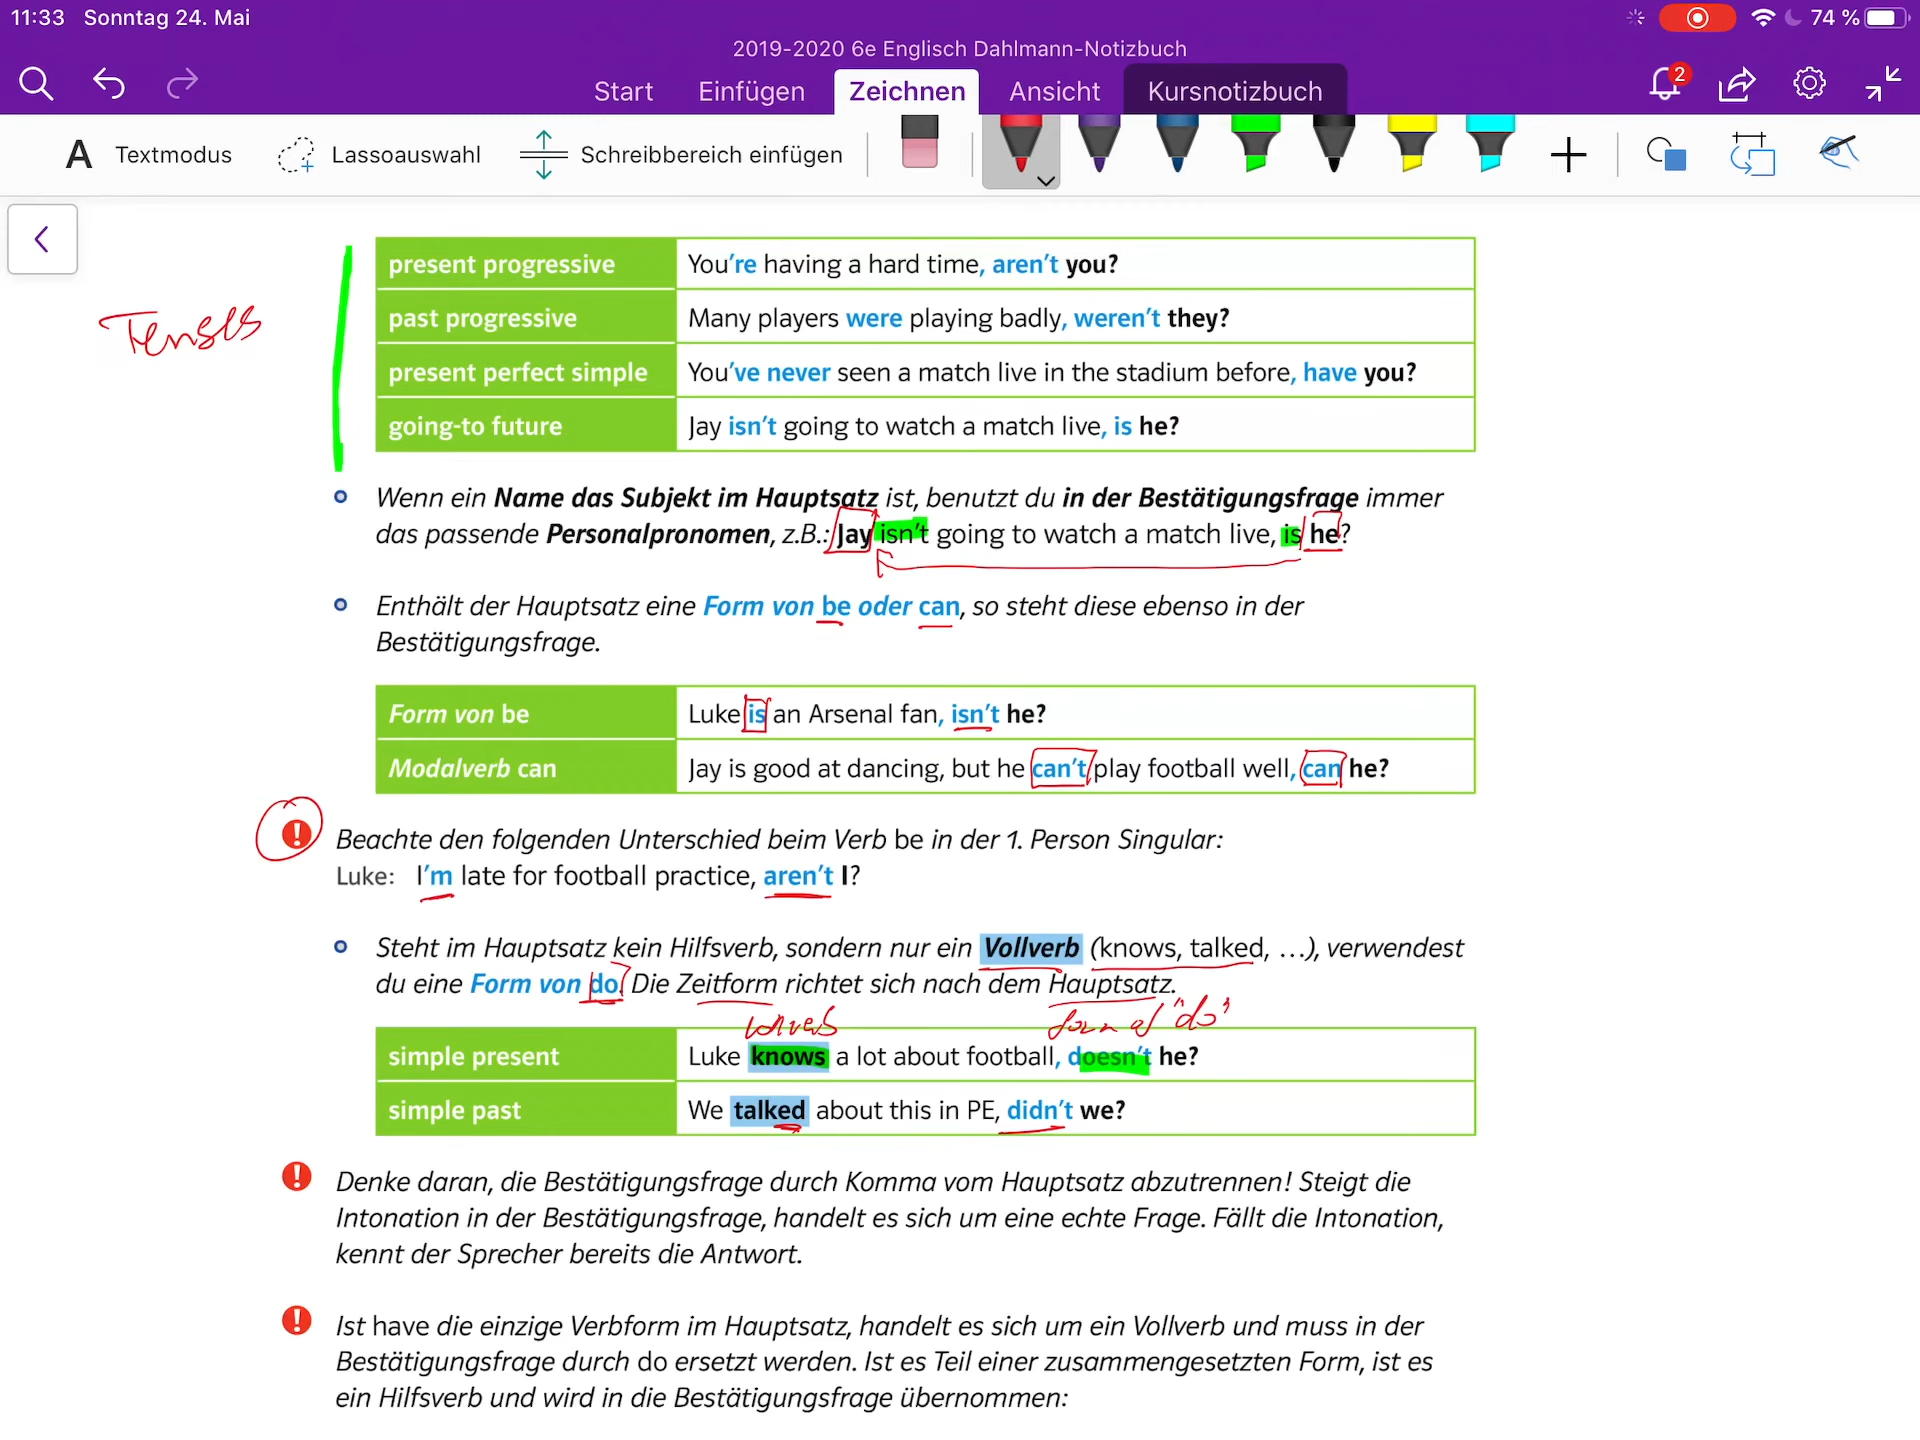 11:33 Sonntag 24. Mai
74 %
2019-2020 6e Englisch Dahlmann-Notizbuch
Start Einfügen Zeichnen Ansicht Kursnotizbuch
2
A Textmodus Lassoauswahl Schreibbereich einfügen
Tenses
present progressive You're having a hard time, aren't you?
past progressive Many players were playing badly, weren't they?
present perfect simple You've never seen a match live in the stadium before, have you?
going-to future Jay isn't going to watch a match live, is he?
Wenn ein Name das Subjekt im Hauptsatz ist, benutzt du in der Bestätigungsfrage immer
das passende Personalpronomen, z.B.: Jay isn't going to watch a match live, is he?
Enthält der Hauptsatz eine Form von be oder can, so steht diese ebenso in der
Bestätigungsfrage.
Form von be Luke is an Arsenal fan, isn't he?
Modalverb can Jay is good at dancing, but he can't play football well, can he?
Beachte den folgenden Unterschied beim Verb be in der 1. Person Singular:
Luke: I'm late for football practice, aren't I?
Steht im Hauptsatz kein Hilfsverb, sondern nur ein Vollverb (knows, talked, ...), verwendest
du eine Form von do. Die Zeitform richtet sich nach dem Hauptsatz.
form of "do"
simple present Luke knows a lot about football, doesn't he?
simple past We talked about this in PE, didn't we?
Denke daran, die Bestätigungsfrage durch Komma vom Hauptsatz abzutrennen! Steigt die
Intonation in der Bestätigungsfrage, handelt es sich um eine echte Frage. Fällt die Intonation,
kennt der Sprecher bereits die Antwort.
Ist have die einzige Verbform im Hauptsatz, handelt es sich um ein Vollverb und muss in der
Bestätigungsfrage durch do ersetzt werden. Ist es Teil einer zusammengesetzten Form, ist es
ein Hilfsverb und wird in die Bestätigungsfrage übernommen: